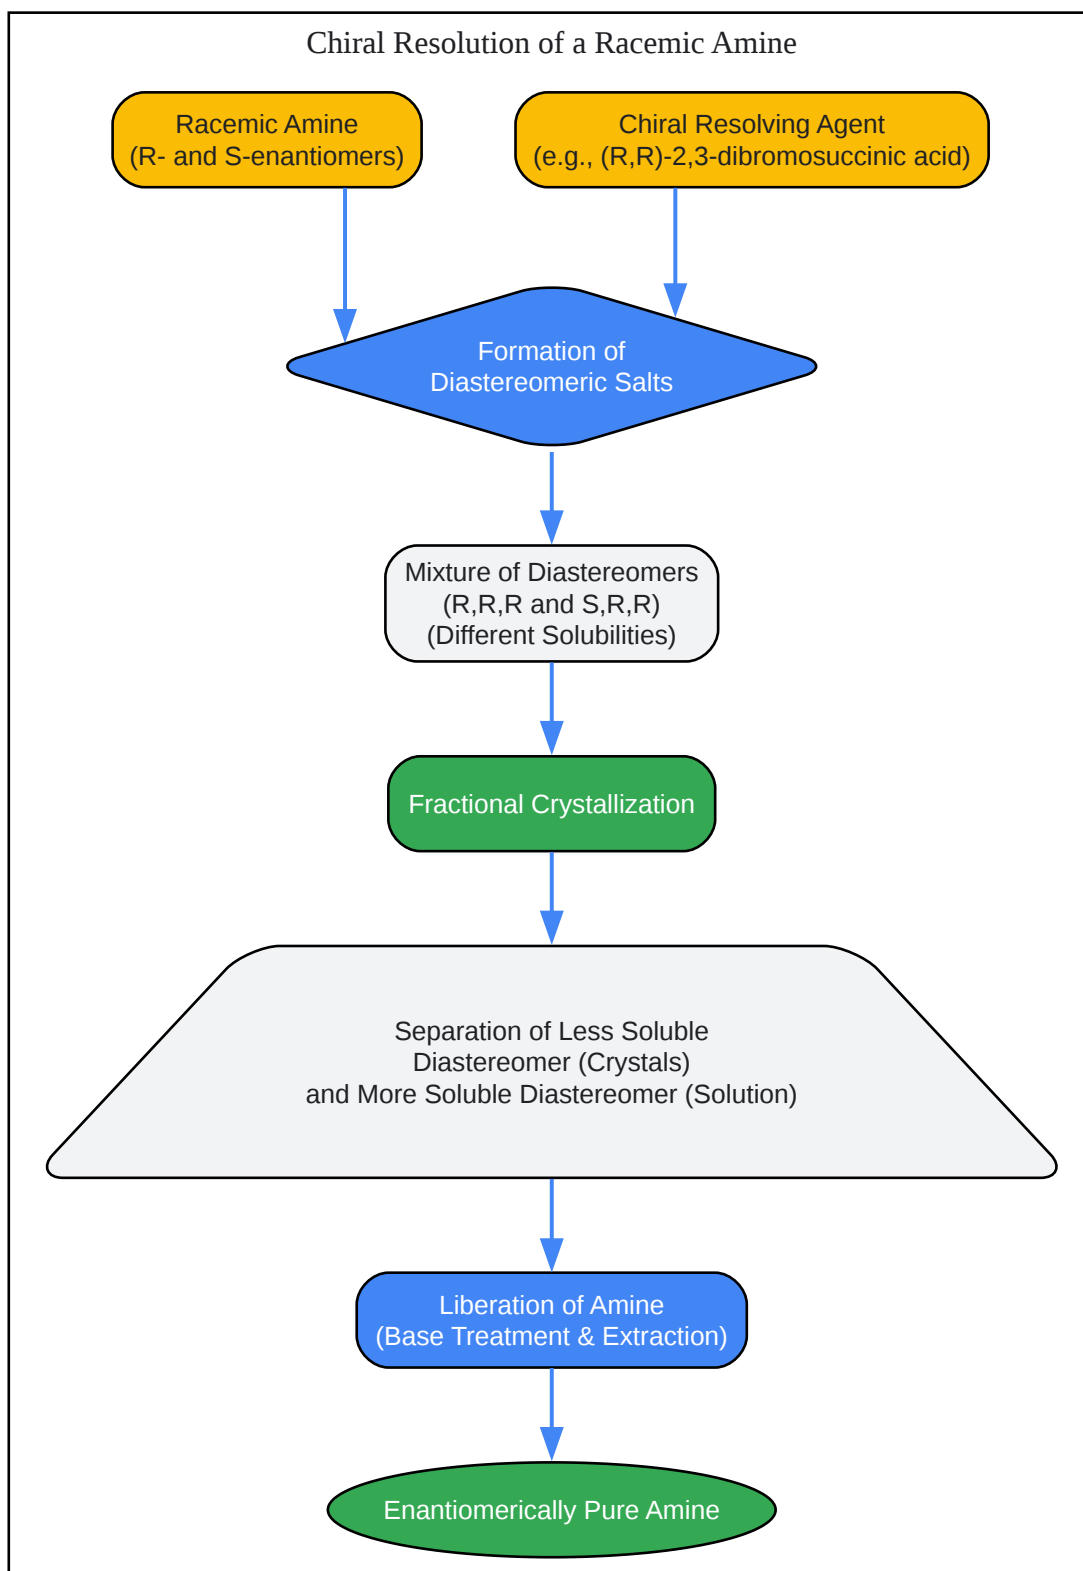 Chiral Resolution of a Racemic Amine
Racemic Amine
(R- and S-enantiomers)
Chiral Resolving Agent
(e.g., (R,R)-2,3-dibromosuccinic acid)
Formation of
Diastereomeric Salts
Mixture of Diastereomers
(R,R,R and S,R,R)
(Different Solubilities)
Fractional Crystallization
Separation of Less Soluble
Diastereomer (Crystals)
and More Soluble Diastereomer (Solution)
Liberation of Amine
(Base Treatment & Extraction)
Enantiomerically Pure Amine